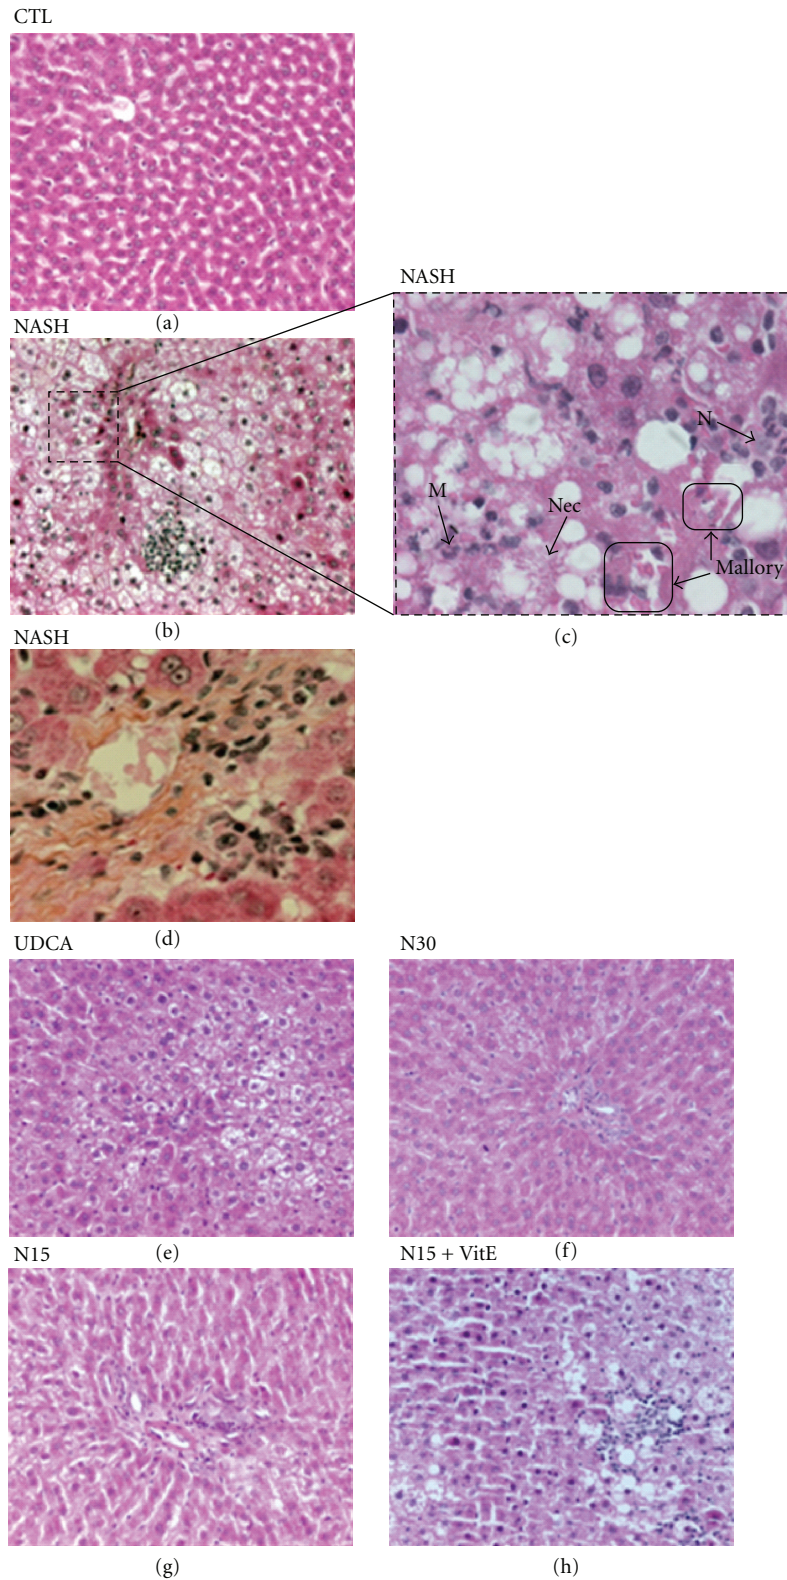 CTL
(a)
NASH
NASH
N
M
Nec
Mallory
(b)
(c)
NASH
(d)
UDCA
N30
(e)
(f)
N15
N15 + VitE
(g)
(h)